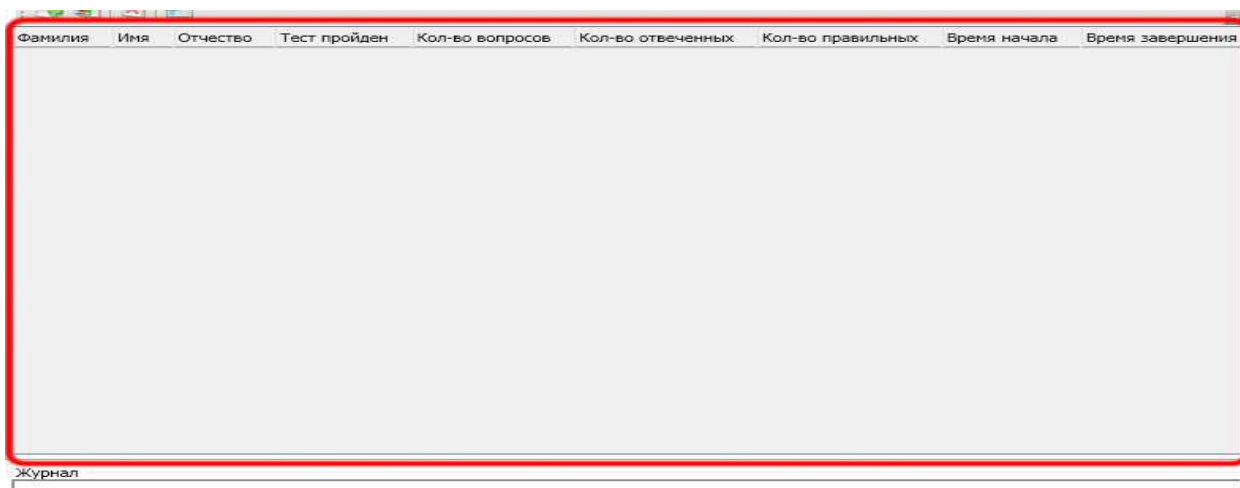 Фамилия Имя Отчество Тест пройден Кол-во вопросов Кол-во отвеченных Кол-во правильных Время начала Время завершения
Журнал